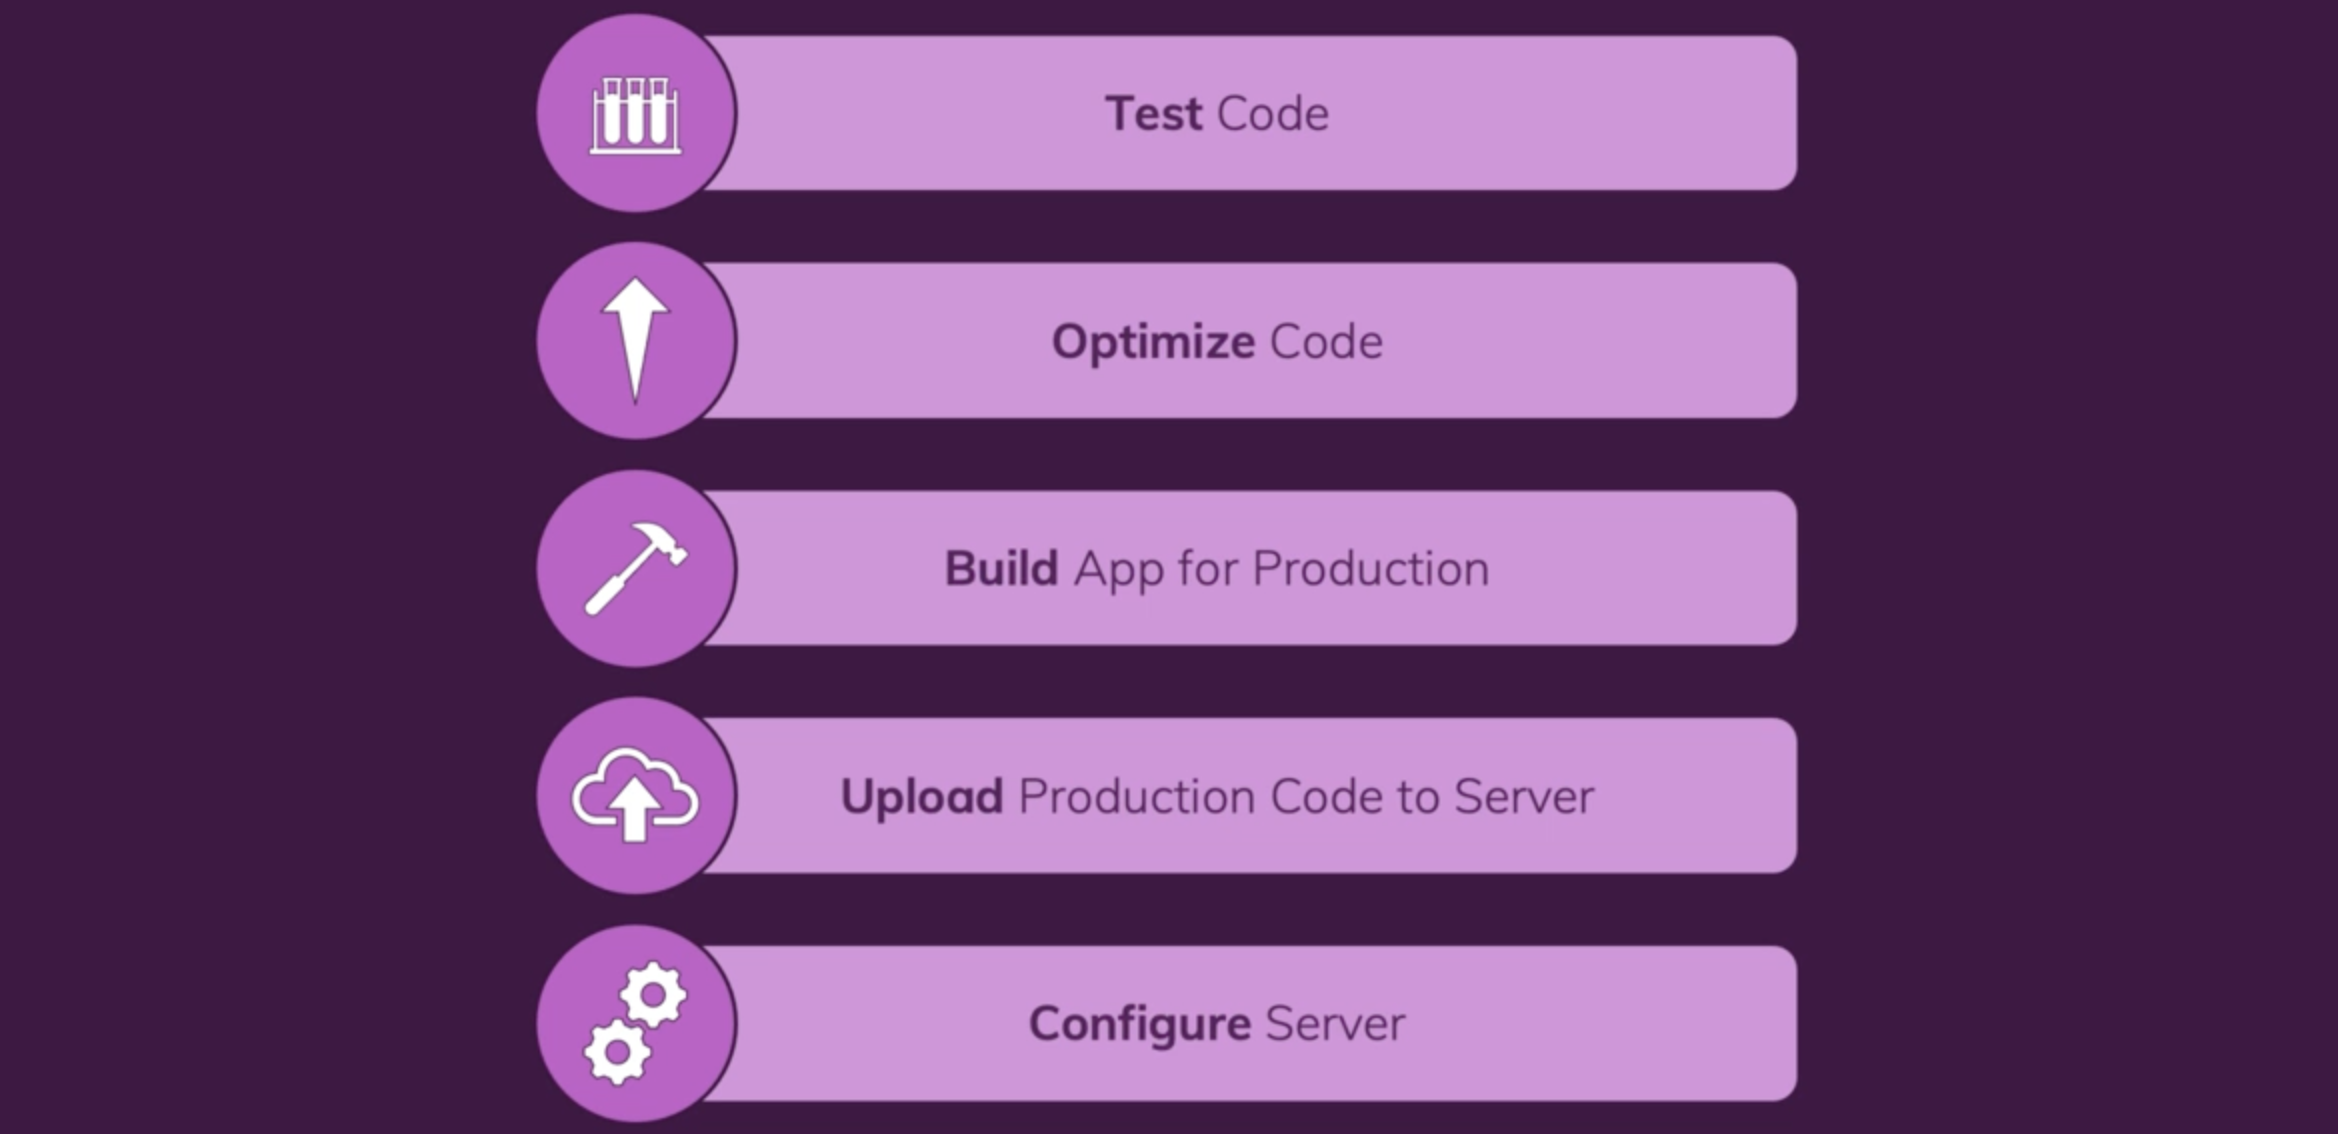 Test Code
Optimize Code
Build App for Production
Upload Production Code to Server
Configure Server